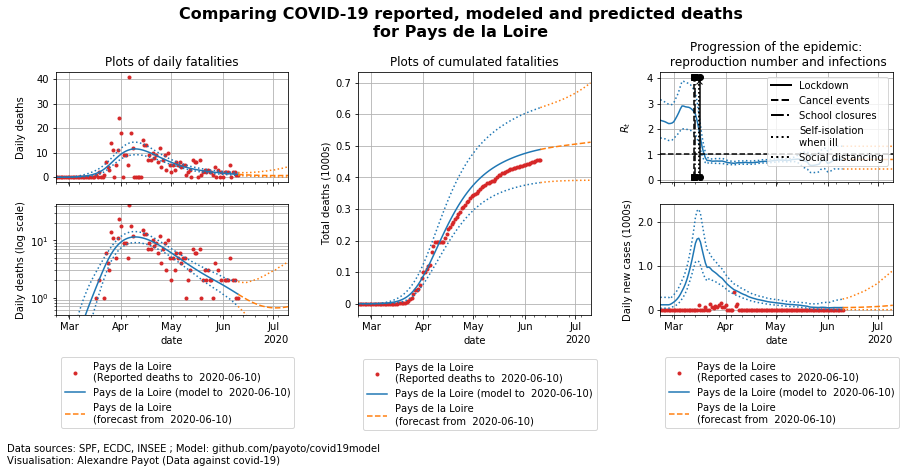 Comparing COVID-19 reported, modeled and predicted deaths
for Pays de la Loire
Plots of daily fatalities
Daily deaths
40
30
20
10
0
Mar Apr May Jun Jul
date
2020
Daily deaths (log scale)
10¹
10⁰
Mar Apr May Jun Jul
date
2020
Pays de la Loire
(Reported deaths to 2020-06-10)
Pays de la Loire (model to 2020-06-10)
Pays de la Loire
(forecast from 2020-06-10)
Plots of cumulated fatalities
Total deaths (1000s)
0.7
0.6
0.5
0.4
0.3
0.2
0.1
0
Mar Apr May Jun Jul
date
2020
Pays de la Loire
(Reported deaths to 2020-06-10)
Pays de la Loire (model to 2020-06-10)
Pays de la Loire
(forecast from 2020-06-10)
Progression of the epidemic:
reproduction number and infections
Rt
4
3
2
1
0
Lockdown
Cancel events
School closures
Self-isolation
when ill
Social distancing
Daily new cases (1000s)
2.0
1.0
0
Mar Apr May Jun Jul
date
2020
Pays de la Loire
(Reported cases to 2020-06-10)
Pays de la Loire (model to 2020-06-10)
Pays de la Loire
(forecast from 2020-06-10)
Data sources: SPF, ECDC, INSEE ; Model: github.com/payoto/covid19model
Visualisation: Alexandre Payot (Data against covid-19)